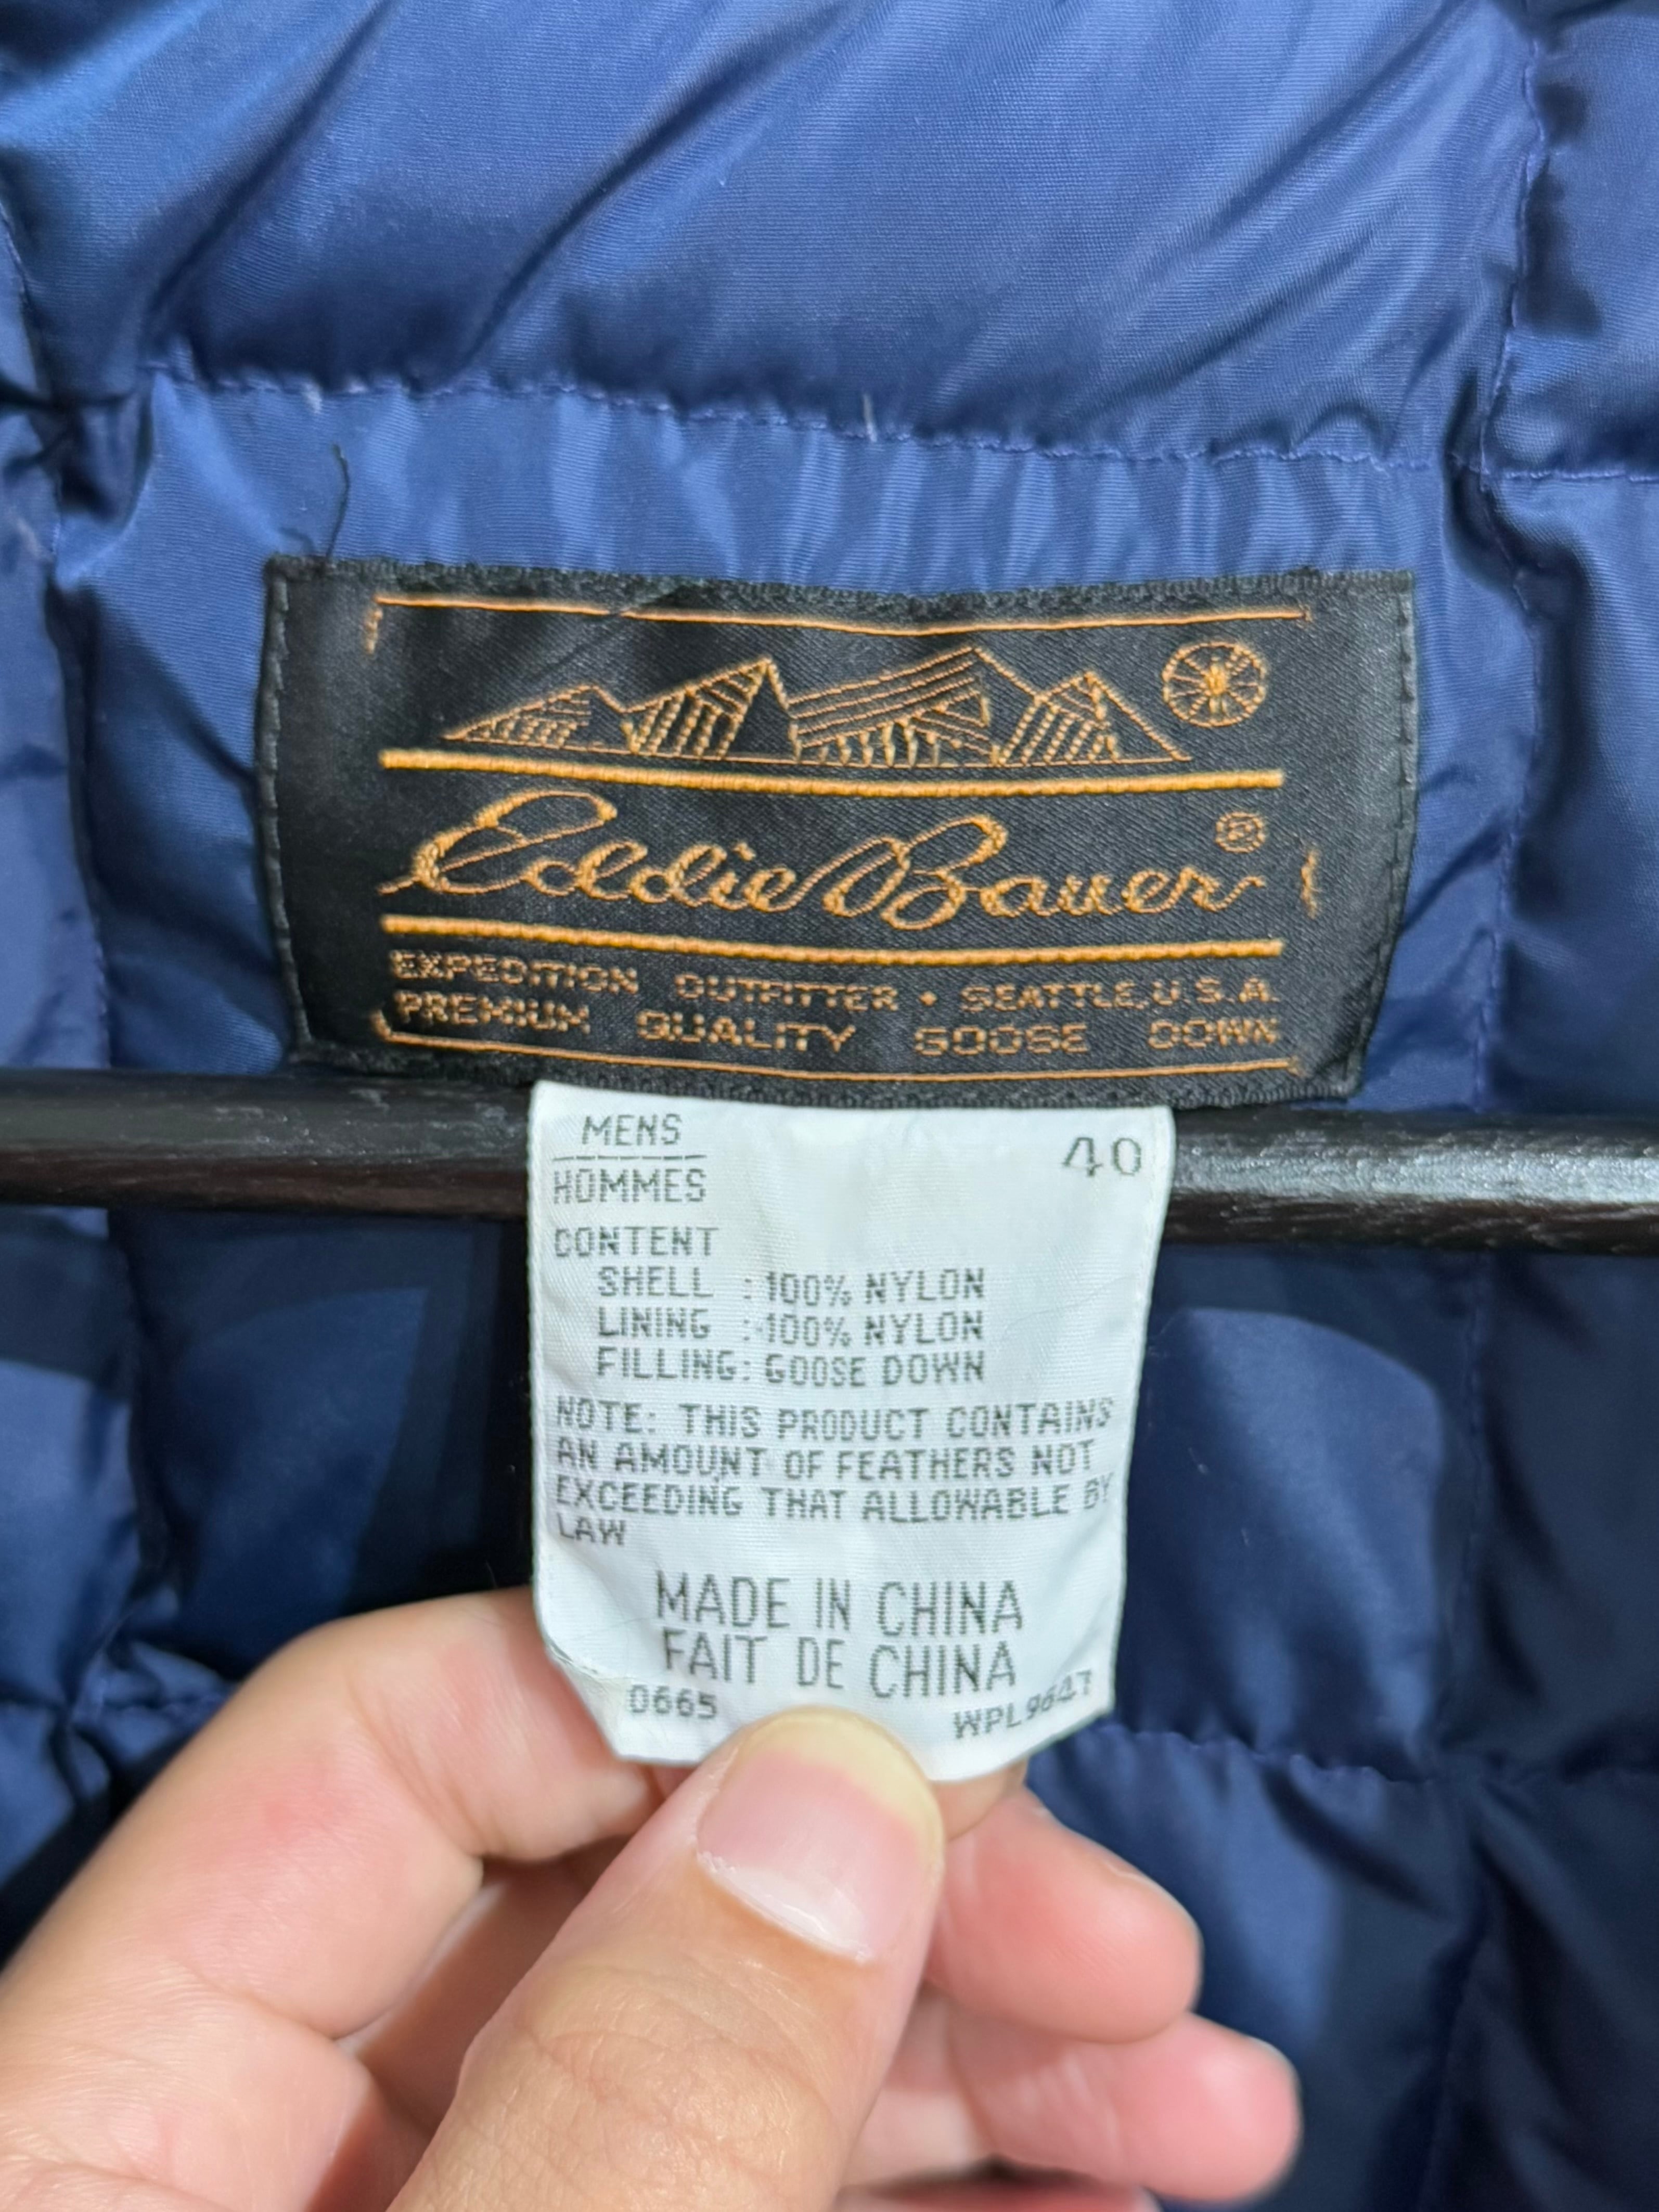 Eddie Bauer®
EXPEDITION OUTFITTER • SEATTLE, U.S.A.
PREMIUM QUALITY GOOSE DOWN
MENS 40
HOMMES
CONTENT
SHELL : 100% NYLON
LINING : 100% NYLON
FILLING: GOOSE DOWN
NOTE: THIS PRODUCT CONTAINS
AN AMOUNT OF FEATHERS NOT
EXCEEDING THAT ALLOWABLE BY
LAW
MADE IN CHINA
FAIT DE CHINA
0665 WPL9647